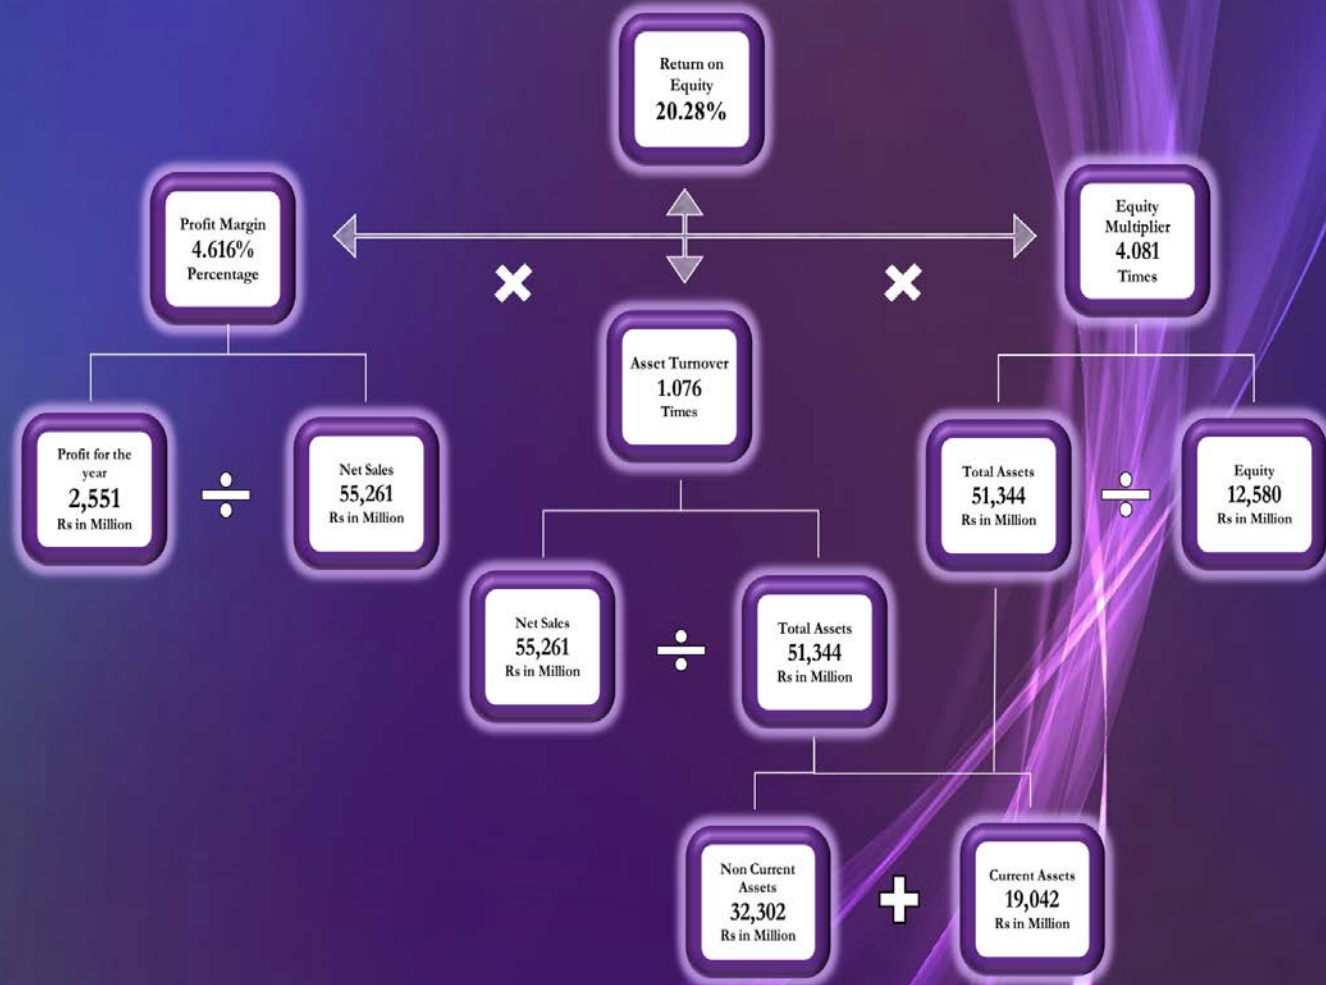 Return on
Equity
20.28%
Profit Margin
4.616%
Percentage
Equity
Multiplier
4.081
Times
Asset Turnover
1.076
Times
Profit for the
year
2,551
Rs in Million
÷
Net Sales
55,261
Rs in Million
Total Assets
51,344
Rs in Million
÷
Equity
12,580
Rs in Million
Net Sales
55,261
Rs in Million
÷
Total Assets
51,344
Rs in Million
Non Current
Assets
32,302
Rs in Million
+
Current Assets
19,042
Rs in Million